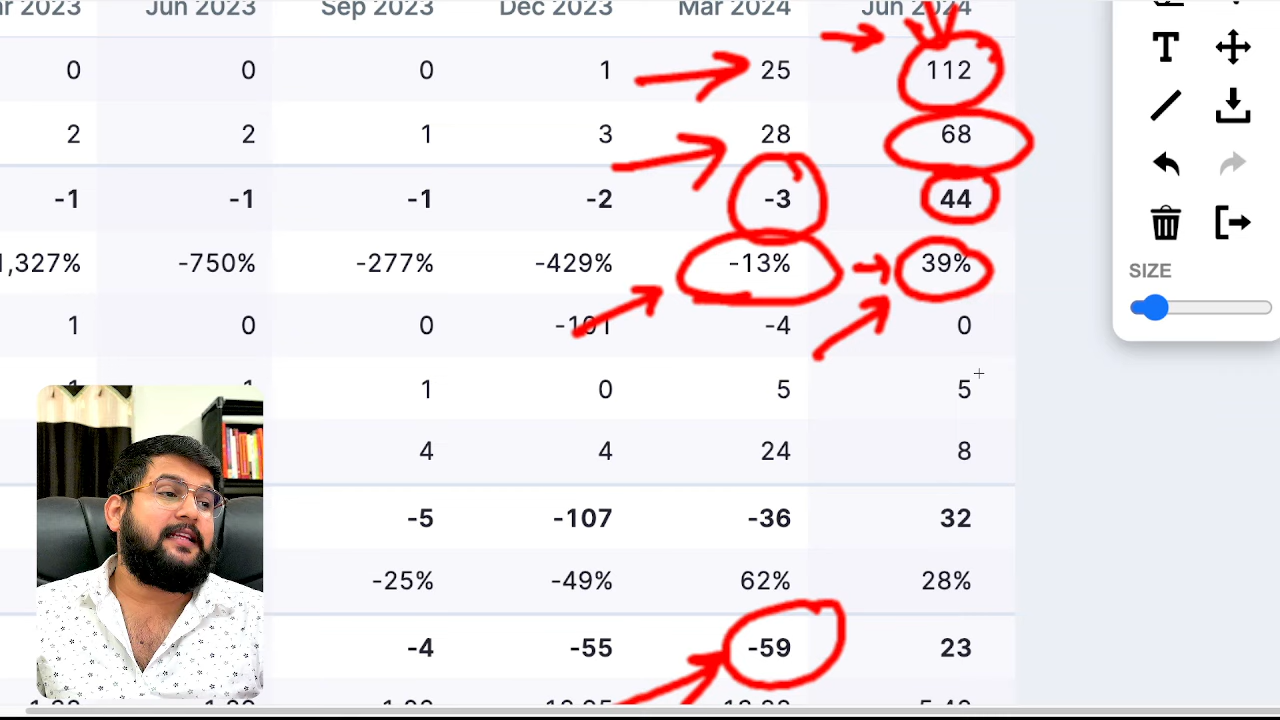 Jun 2023 Sep 2023 Dec 2023 Mar 2024 Jun 2024
0 0 0 1 25 112
2 2 1 3 28 68
-1 -1 -1 -2 -3 44
1,327% -750% -277% -429% -13% 39%
1 0 0 -101 -4 0
1 0 5 5
4 4 24 8
-5 -107 -36 32
-25% -49% 62% 28%
-4 -55 -59 23
T
SIZE